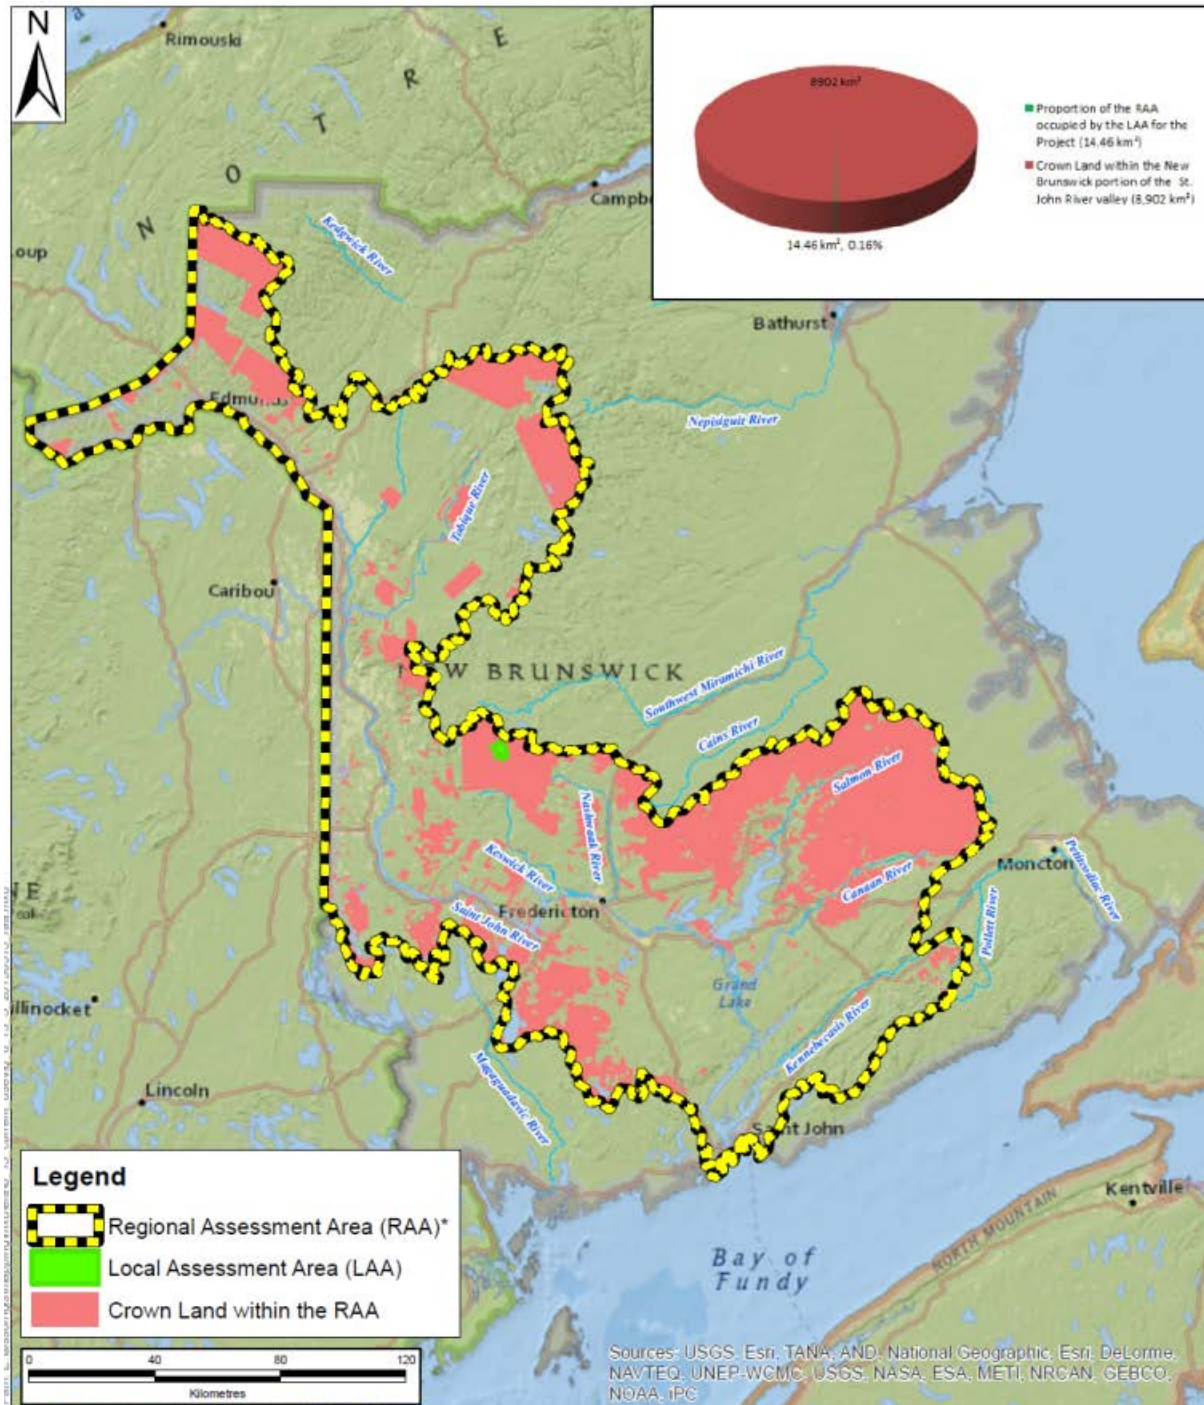 N
Rimouski
N O T R E
Campb
oup
Kedgwick River
8902 km²
14.46 km², 0.16%
Proportion of the RAA
occupied by the LAA for the
Project (14.46 km²)
Crown Land within the New
Brunswick portion of the St.
John River valley (8,902 km²)
Bathurst
Edmunds
Nepisiguit River
Tobique River
Caribou
NEW BRUNSWICK
Southwest Miramichi River
Cains River
Salmon River
Nashwaak River
Keswick River
Canaan River
Moncton
Petitcodiac River
Pollett River
Fredericton
Saint John River
Grand
Lake
illinocket
Kennebecasis River
Magaguadavic River
Lincoln
Saint John
Kentville
NORTH MOUNTAIN
Bay of
Fundy
Legend
Regional Assessment Area (RAA)*
Local Assessment Area (LAA)
Crown Land within the RAA
0 40 80 120
Kilometres
Sources: USGS, Esri, TANA, AND, National Geographic, Esri, DeLorme,
NAVTEQ, UNEP-WCMC, USGS, NASA, ESA, METI, NRCAN, GEBCO,
NOAA, iPC